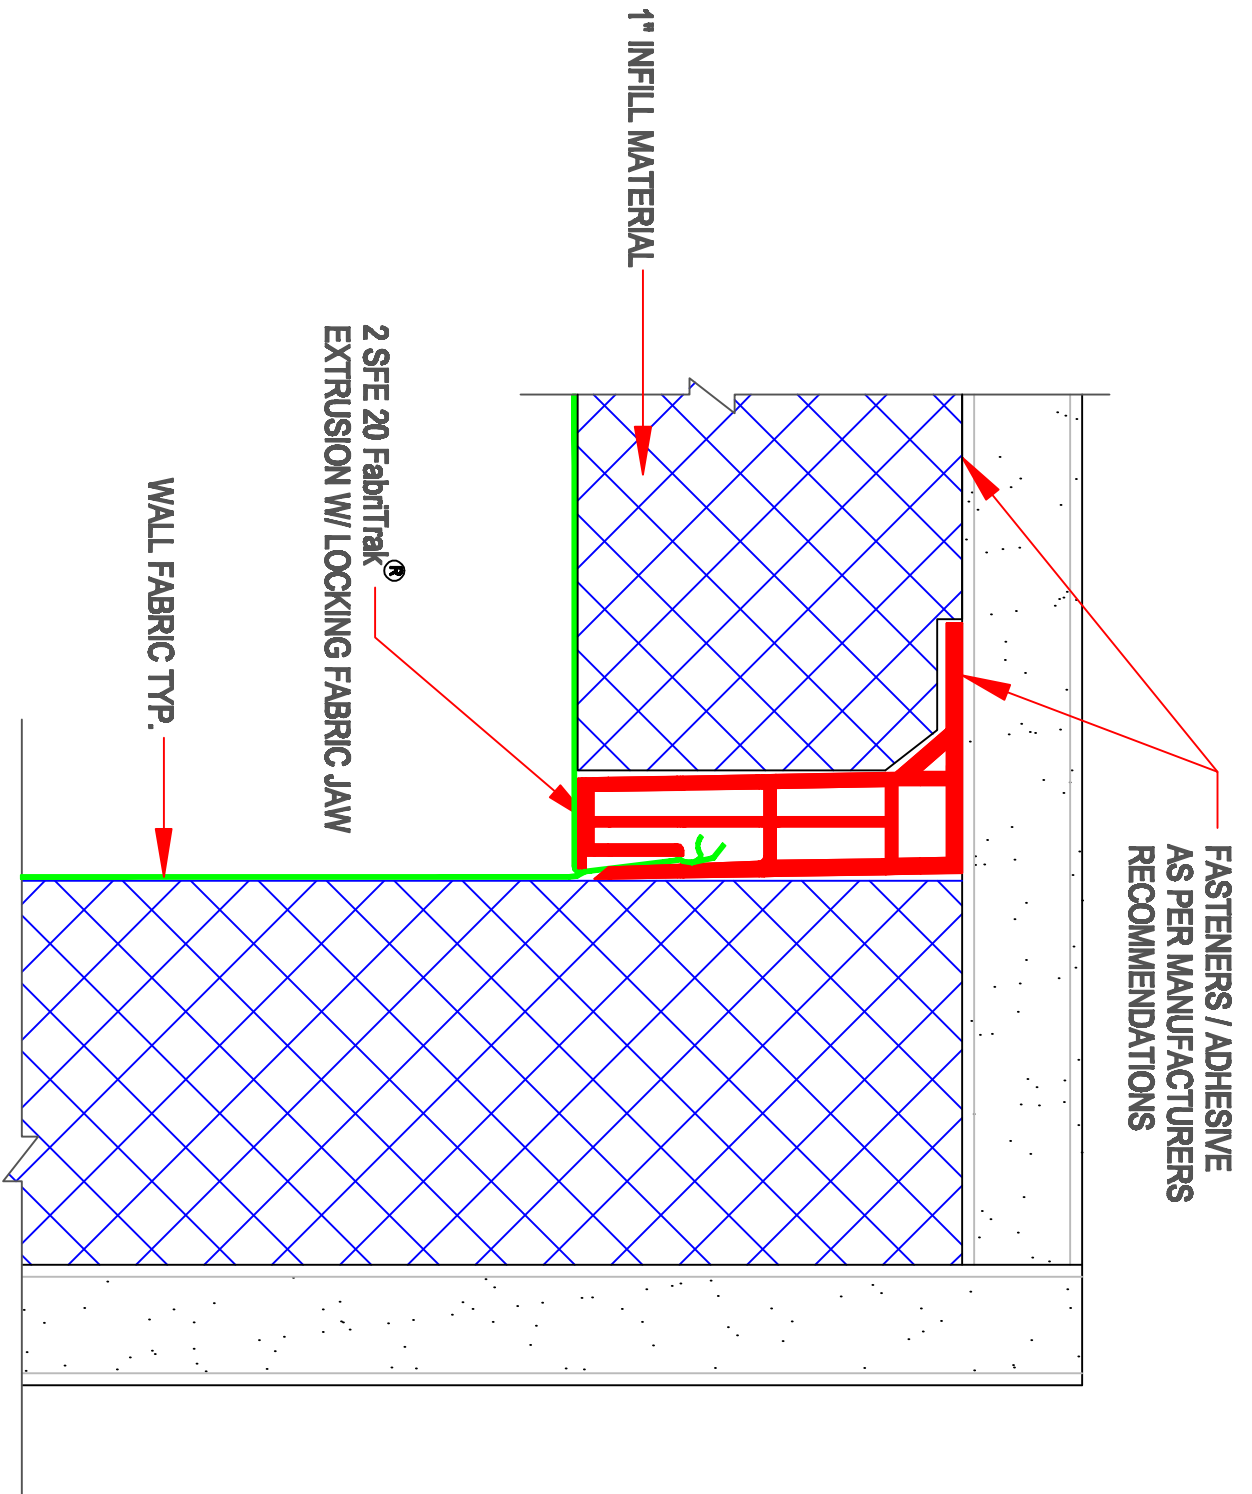 1" INFILL MATERIAL
2 SFE 20 FabriTrak®
EXTRUSION W/ LOCKING FABRIC JAW
WALL FABRIC TYP.
FASTENERS / ADHESIVE
AS PER MANUFACTURERS
RECOMMENDATIONS